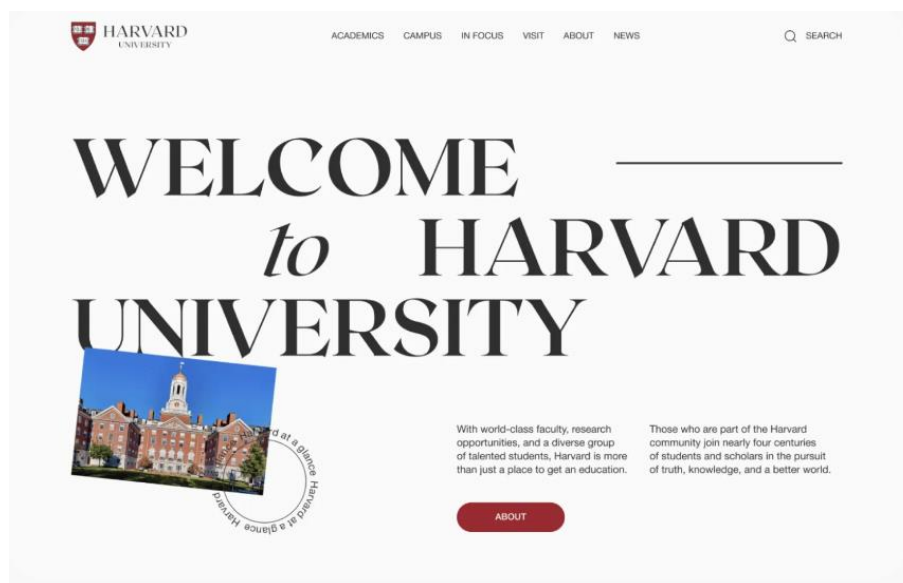 HARVARD
UNIVERSITY
ACADEMICS CAMPUS IN FOCUS VISIT ABOUT NEWS
SEARCH
WELCOME
to HARVARD
UNIVERSITY
With world-class faculty, research
opportunities, and a diverse group
of talented students, Harvard is more
than just a place to get an education.
Those who are part of the Harvard
community join nearly four centuries
of students and scholars in the pursuit
of truth, knowledge, and a better world.
Harvard at a glance Harvard at a glance Harvard
ABOUT